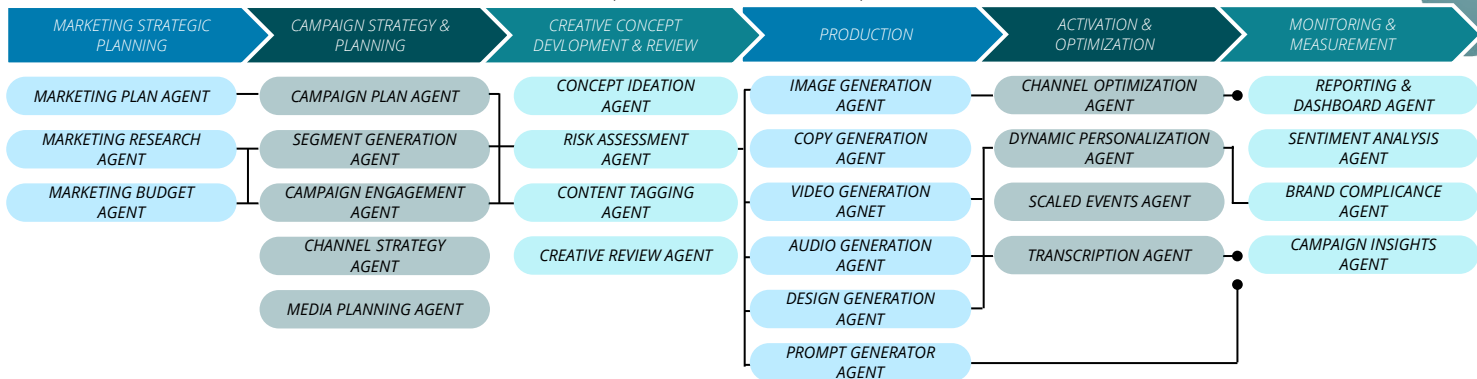 MARKETING STRATEGIC
PLANNING
CAMPAIGN STRATEGY &
PLANNING
CREATIVE CONCEPT
DEVLOPMENT & REVIEW
PRODUCTION
ACTIVATION &
OPTIMIZATION
MONITORING &
MEASUREMENT
MARKETING PLAN AGENT
MARKETING RESEARCH
AGENT
MARKETING BUDGET
AGENT
CAMPAIGN PLAN AGENT
SEGMENT GENERATION
AGENT
CAMPAIGN ENGAGEMENT
AGENT
CHANNEL STRATEGY
AGENT
MEDIA PLANNING AGENT
CONCEPT IDEATION
AGENT
RISK ASSESSMENT
AGENT
CONTENT TAGGING
AGENT
CREATIVE REVIEW AGENT
IMAGE GENERATION
AGENT
COPY GENERATION
AGENT
VIDEO GENERATION
AGNET
AUDIO GENERATION
AGENT
DESIGN GENERATION
AGENT
PROMPT GENERATOR
AGENT
CHANNEL OPTIMIZATION
AGENT
DYNAMIC PERSONALIZATION
AGENT
SCALED EVENTS AGENT
TRANSCRIPTION AGENT
REPORTING &
DASHBOARD AGENT
SENTIMENT ANALYSIS
AGENT
BRAND COMPLICANCE
AGENT
CAMPAIGN INSIGHTS
AGENT